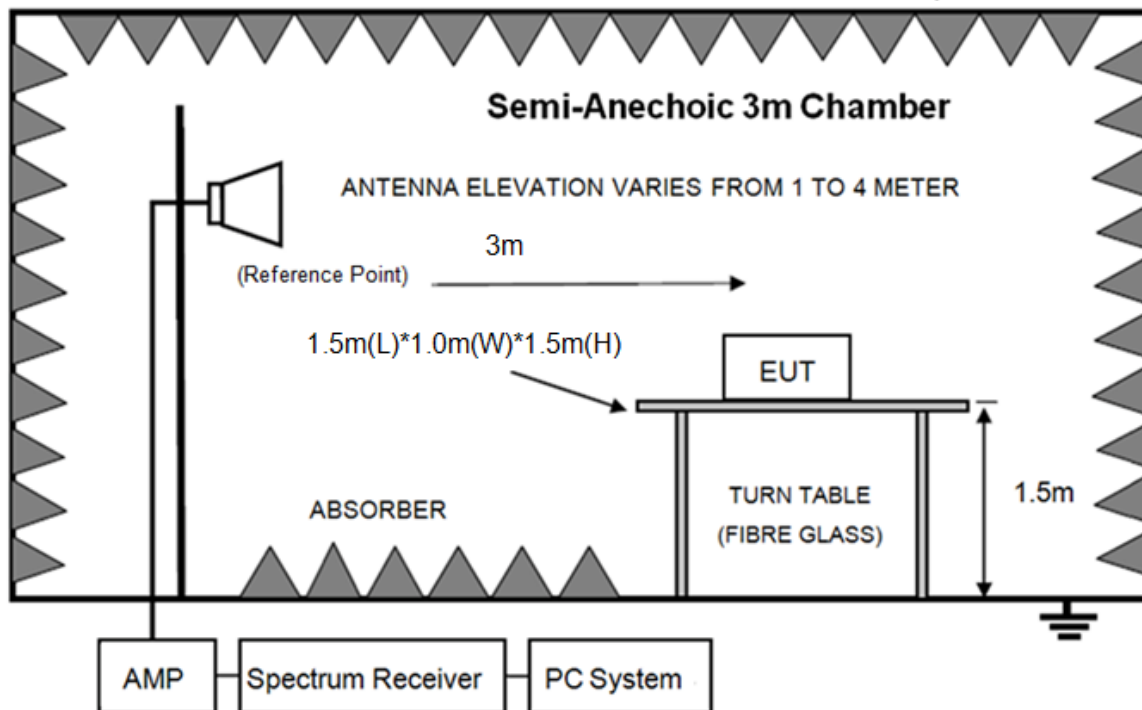 Semi-Anechoic 3m Chamber
ANTENNA ELEVATION VARIES FROM 1 TO 4 METER
3m
(Reference Point)
1.5m(L)*1.0m(W)*1.5m(H)
EUT
1.5m
TURN TABLE
(FIBRE GLASS)
ABSORBER
AMP
Spectrum Receiver
PC System